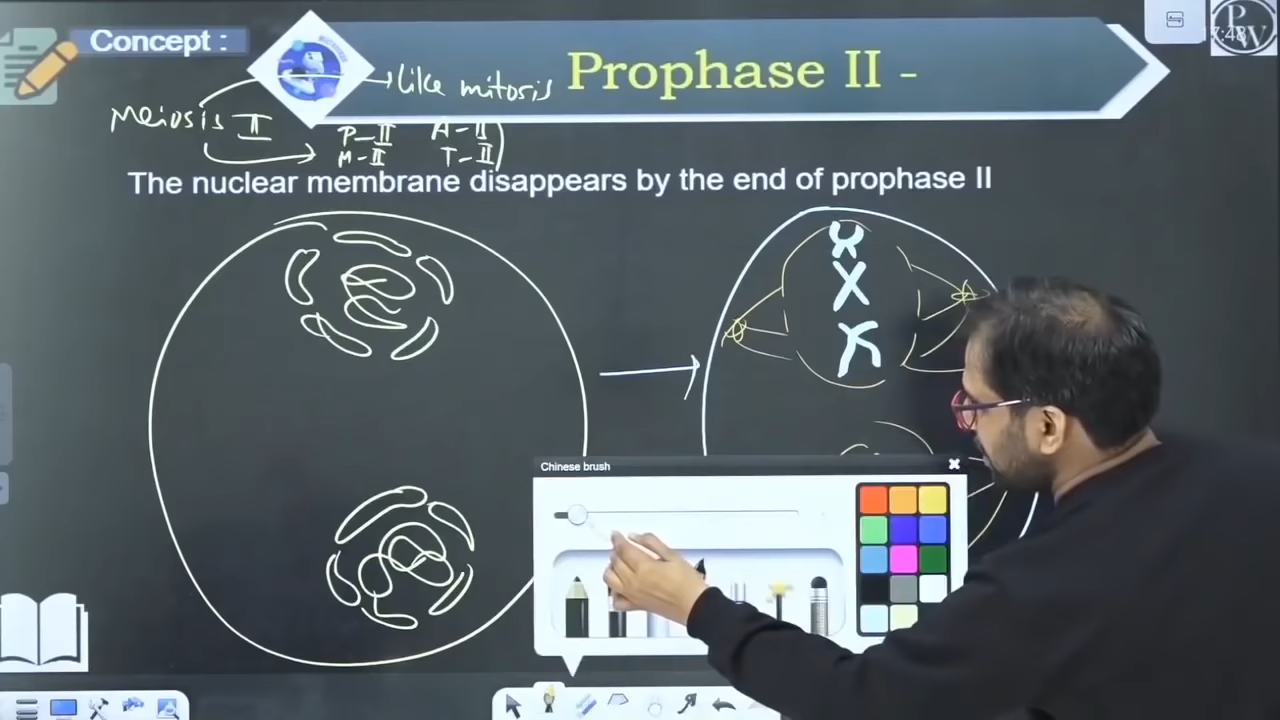 Concept :
Prophase II -
→ Like mitosis
Meiosis II
P-II A-II
M-II T-II
The nuclear membrane disappears by the end of prophase II
Chinese brush
PW